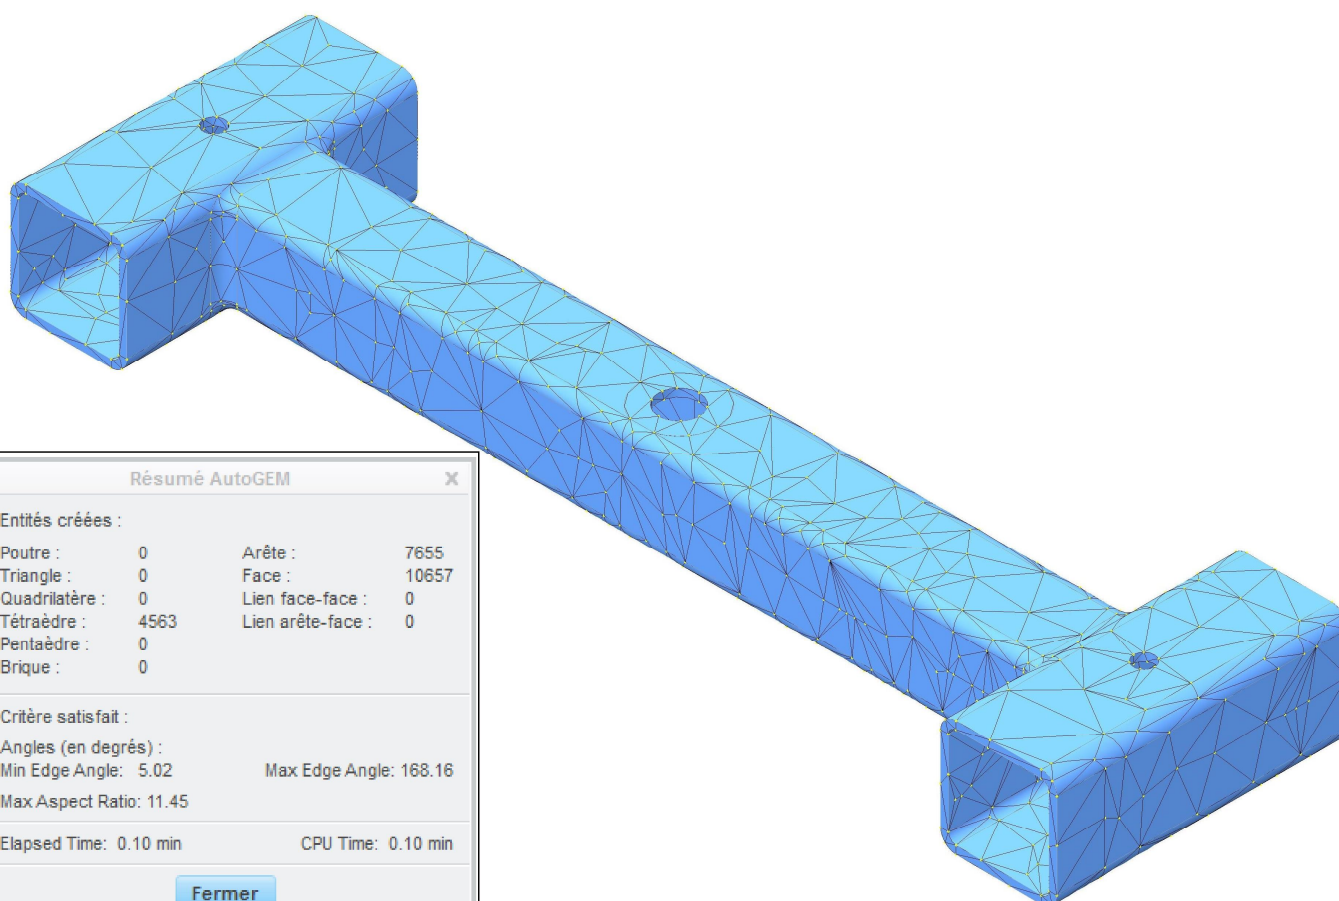 Résumé AutoGEM X
Entités créées :
Poutre : 0 Arête : 7655
Triangle : 0 Face : 10657
Quadrilatère : 0 Lien face-face : 0
Tétraèdre : 4563 Lien arête-face : 0
Pentaèdre : 0
Brique : 0
Critère satisfait :
Angles (en degrés) :
Min Edge Angle: 5.02 Max Edge Angle: 168.16
Max Aspect Ratio: 11.45
Elapsed Time: 0.10 min CPU Time: 0.10 min
Fermer